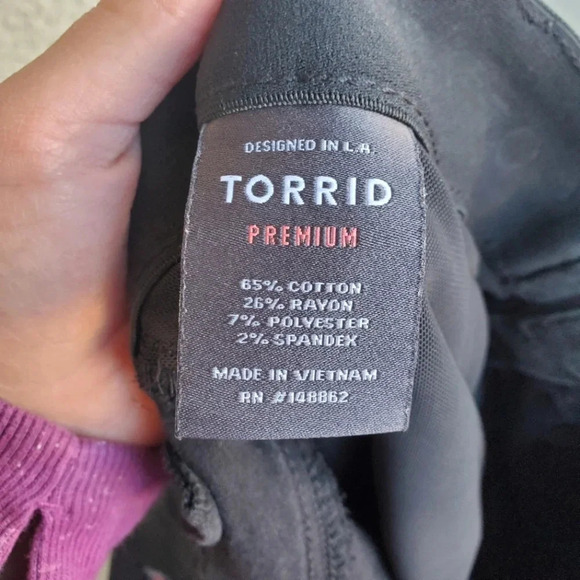 DESIGNED IN L.A.
TORRID
PREMIUM
65% COTTON
26% RAYON
7% POLYESTER
2% SPANDEX
MADE IN VIETNAM
RN #148862